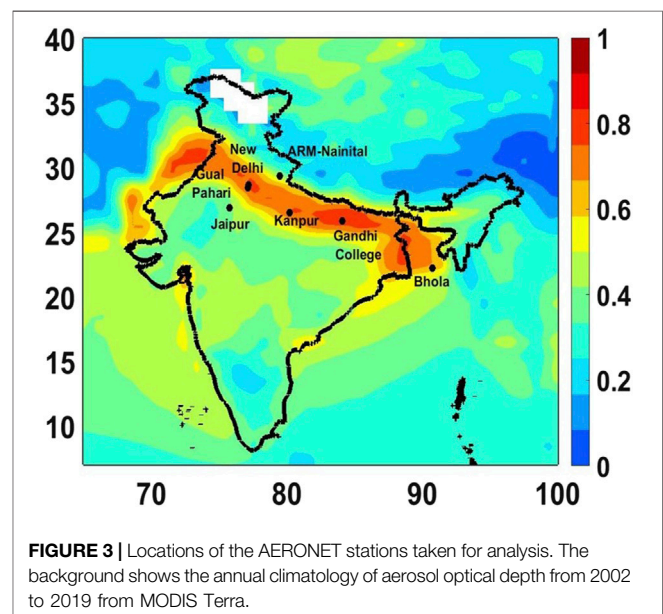 40
35
30
25
20
15
10
70
80
90
100
1
0.8
0.6
0.4
0.2
0
New
Delhi
ARM-Nainital
Gual
Pahari
Jaipur
Kanpur
Gandhi
College
Bhola
FIGURE 3 | Locations of the AERONET stations taken for analysis. The
background shows the annual climatology of aerosol optical depth from 2002
to 2019 from MODIS Terra.